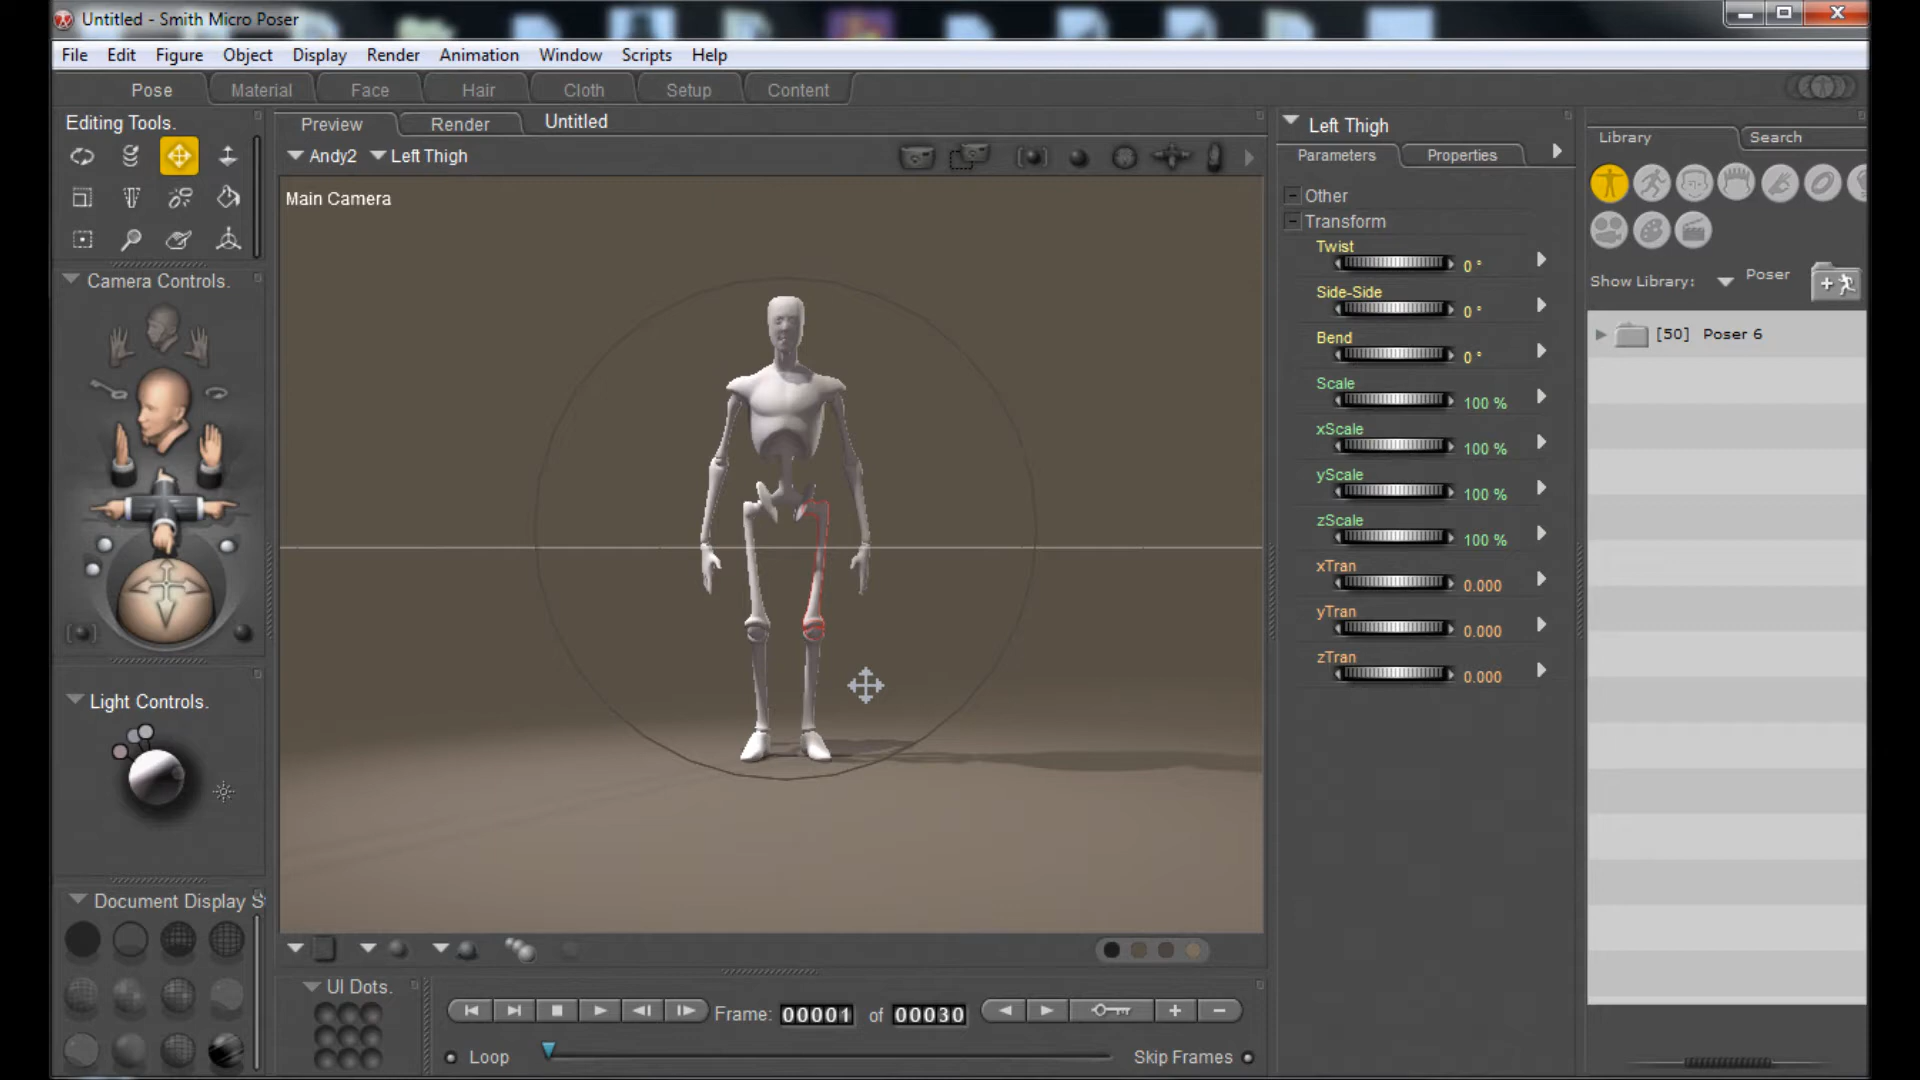 Untitled - Smith Micro Poser
File Edit Figure Object Display Render Animation Window Scripts Help
Pose Material Face Hair Cloth Setup Content
Editing Tools.
Preview Render Untitled
Andy2 Left Thigh
Main Camera
Camera Controls.
Light Controls.
Document Display S
UI Dots.
Frame: 00001 of 00030
Loop Skip Frames
Left Thigh
Parameters Properties
Other
Transform
Twist
0 °
Side-Side
0 °
Bend
0 °
Scale
100 %
xScale
100 %
yScale
100 %
zScale
100 %
xTran
0.000
yTran
0.000
zTran
0.000
Library Search
Show Library: Poser
[50] Poser 6